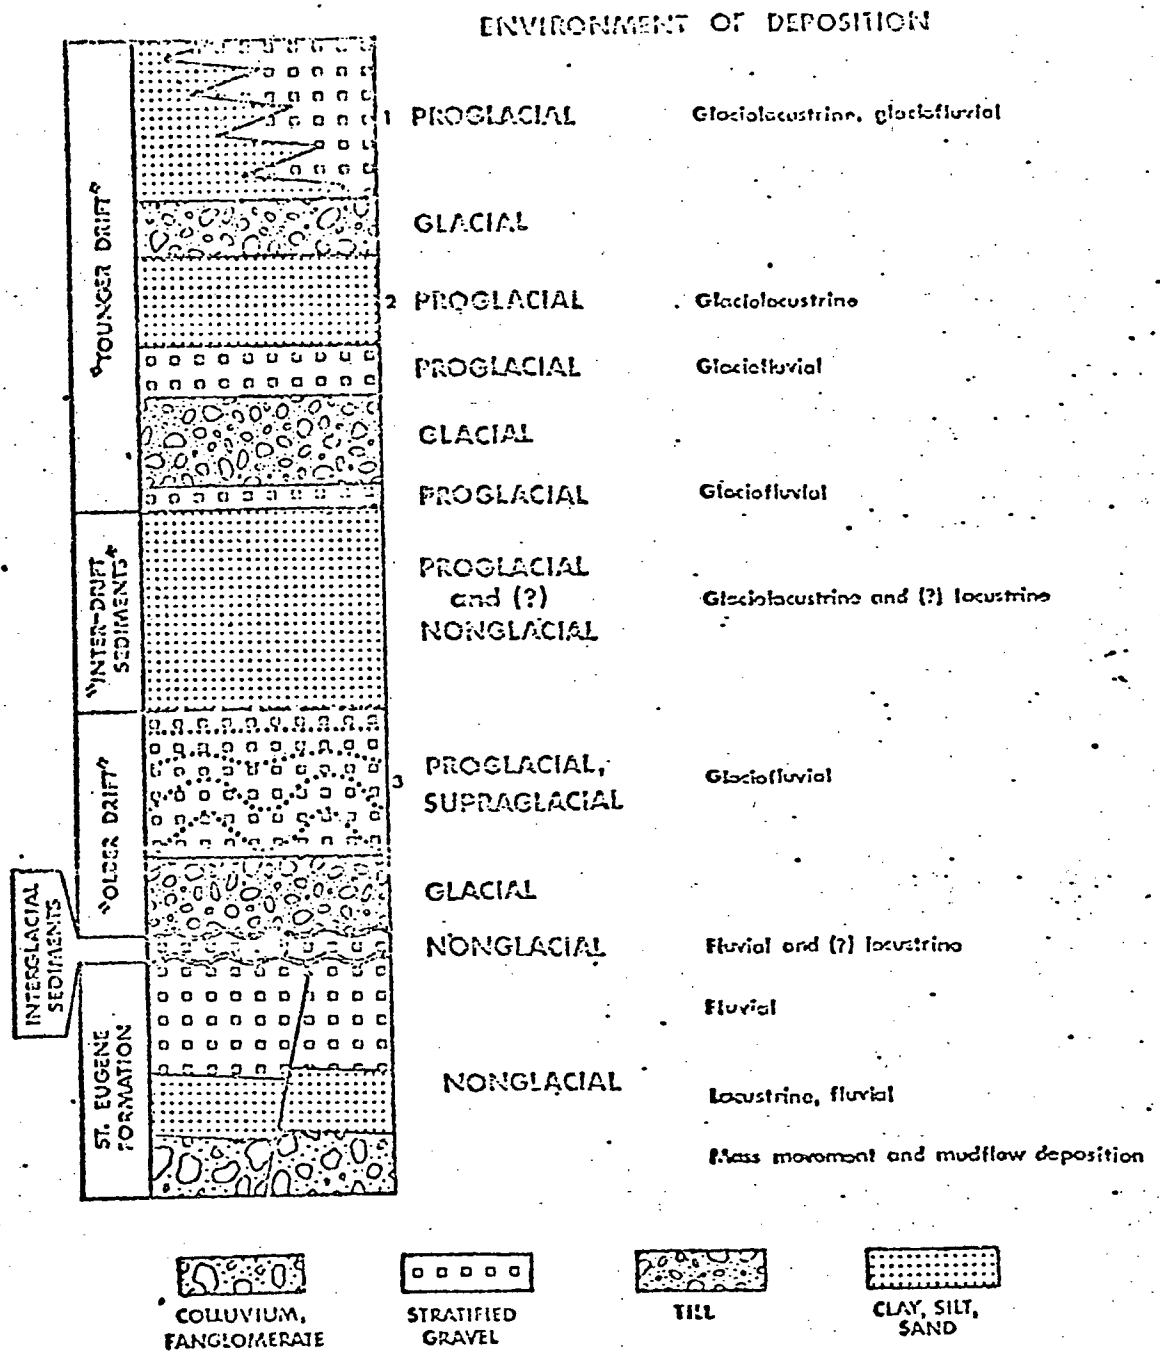 ENVIRONMENT OF DEPOSITION
"YOUNGER DRIFT"
1 PROGLACIAL Glaciolacustrine, glaciofluvial
GLACIAL
2 PROGLACIAL Glaciolacustrine
PROGLACIAL Glaciofluvial
GLACIAL
PROGLACIAL Glaciofluvial
"INTER-DRIFT
SEDIMENTS"
PROGLACIAL
and (?)
NONGLACIAL
Glaciolacustrine and (?) lacustrine
"OLDER DRIFT"
3 PROGLACIAL,
SUPRAGLACIAL
Glaciofluvial
GLACIAL
INTERGLACIAL
SEDIMENTS
NONGLACIAL Fluvial and (?) lacustrine
ST. EUGENE
FORMATION
Fluvial
NONGLACIAL
Lacustrine, fluvial
Mass movement and mudflow deposition
COLLUVIUM,
FANGLOMERATE
STRATIFIED
GRAVEL
TILL
CLAY, SILT,
SAND